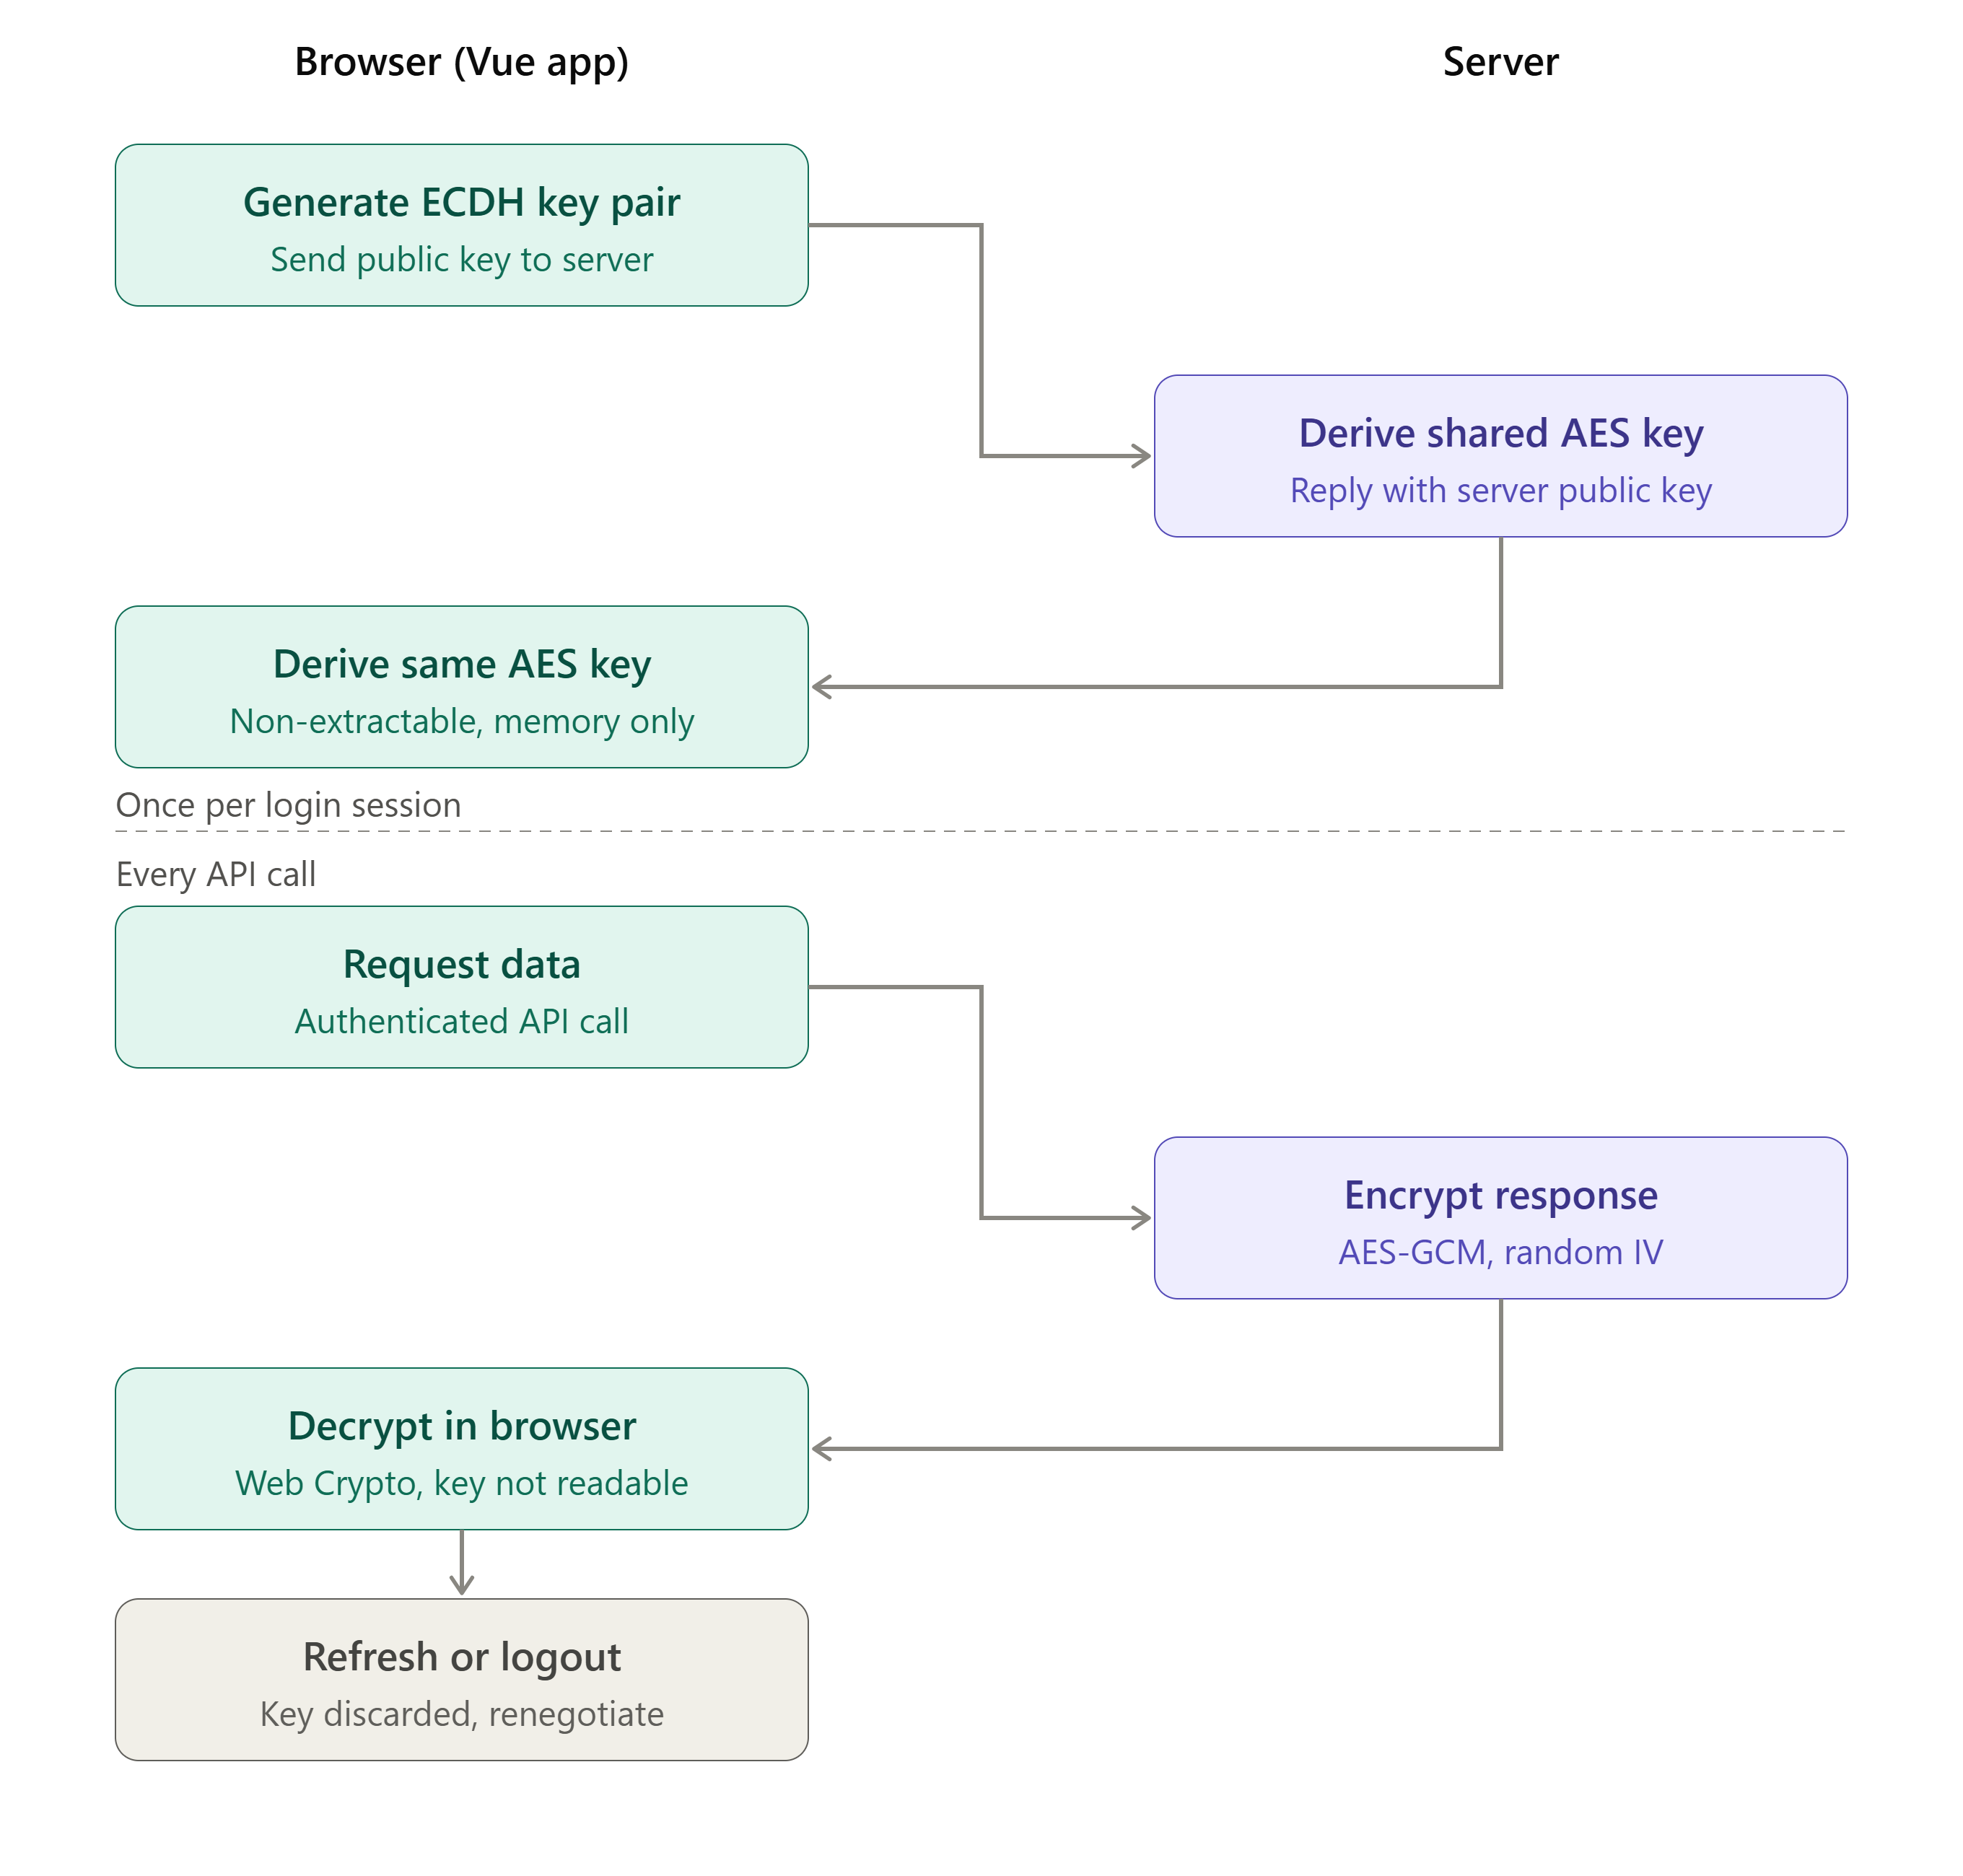 Browser (Vue app)
Server
Generate ECDH key pair
Send public key to server
Derive shared AES key
Reply with server public key
Derive same AES key
Non-extractable, memory only
Once per login session
Every API call
Request data
Authenticated API call
Encrypt response
AES-GCM, random IV
Decrypt in browser
Web Crypto, key not readable
Refresh or logout
Key discarded, renegotiate